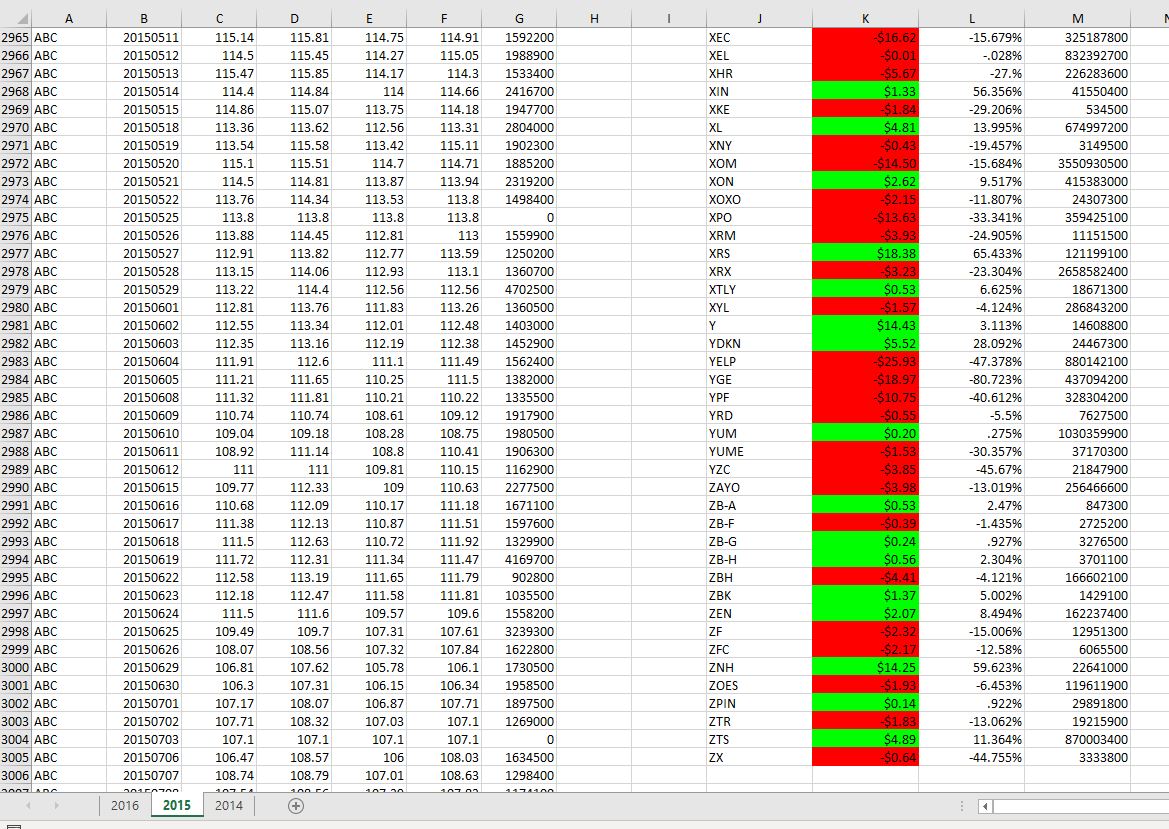 A B C D E F G H I J K L M
2965 ABC 20150511 115.14 115.81 114.75 114.91 1592200 XEC -$16.62 -15.679% 325187800
2966 ABC 20150512 114.5 115.45 114.27 115.05 1988900 XEL -$0.01 -.028% 832392700
2967 ABC 20150513 115.47 115.85 114.17 114.3 1533400 XHR -$5.67 -27.% 226283600
2968 ABC 20150514 114.4 114.84 114 114.66 2416700 XIN $1.33 56.356% 41550400
2969 ABC 20150515 114.86 115.07 113.75 114.18 1947700 XKE -$1.84 -29.206% 534500
2970 ABC 20150518 113.36 113.62 112.56 113.31 2804000 XL $4.81 13.995% 674997200
2971 ABC 20150519 113.54 115.58 113.42 115.11 1902300 XNY -$0.43 -19.457% 3149500
2972 ABC 20150520 115.1 115.51 114.7 114.71 1885200 XOM -$14.50 -15.684% 3550930500
2973 ABC 20150521 114.5 114.81 113.87 113.94 2319200 XON $2.62 9.517% 415383000
2974 ABC 20150522 113.76 114.34 113.53 113.8 1498400 XOXO -$2.15 -11.807% 24307300
2975 ABC 20150525 113.8 113.8 113.8 113.8 0 XPO -$13.63 -33.341% 359425100
2976 ABC 20150526 113.88 114.45 112.81 113 1559900 XRM -$3.93 -24.905% 11151500
2977 ABC 20150527 112.91 113.82 112.77 113.59 1250200 XRS $18.38 65.433% 121199100
2978 ABC 20150528 113.15 114.06 112.93 113.1 1360700 XRX -$3.23 -23.304% 2658582400
2979 ABC 20150529 113.22 114.4 112.56 112.56 4702500 XTLY $0.53 6.625% 18671300
2980 ABC 20150601 112.81 113.76 111.83 113.26 1360500 XYL -$1.57 -4.124% 286843200
2981 ABC 20150602 112.55 113.34 112.01 112.48 1403000 Y $14.43 3.113% 14608800
2982 ABC 20150603 112.35 113.16 112.19 112.38 1452900 YDKN $5.52 28.092% 24467300
2983 ABC 20150604 111.91 112.6 111.1 111.49 1562400 YELP -$25.93 -47.378% 880142100
2984 ABC 20150605 111.21 111.65 110.25 111.5 1382000 YGE -$18.97 -80.723% 437094200
2985 ABC 20150608 111.32 111.81 110.21 110.22 1335500 YPF -$10.75 -40.612% 328304200
2986 ABC 20150609 110.74 110.74 108.61 109.12 1917900 YRD -$0.55 -5.5% 7627500
2987 ABC 20150610 109.04 109.18 108.28 108.75 1980500 YUM $0.20 .275% 1030359900
2988 ABC 20150611 108.92 111.14 108.8 110.41 1906300 YUME -$1.53 -30.357% 37170300
2989 ABC 20150612 111 111 109.81 110.15 1162900 YZC -$3.85 -45.67% 21847900
2990 ABC 20150615 109.77 112.33 109 110.63 2277500 ZAYO -$3.98 -13.019% 256466600
2991 ABC 20150616 110.68 112.09 110.17 111.18 1671100 ZB-A $0.53 2.47% 847300
2992 ABC 20150617 111.38 112.13 110.87 111.51 1597600 ZB-F -$0.39 -1.435% 2725200
2993 ABC 20150618 111.5 112.63 110.72 111.92 1329900 ZB-G $0.24 .927% 3276500
2994 ABC 20150619 111.72 112.31 111.34 111.47 4169700 ZB-H $0.56 2.304% 3701100
2995 ABC 20150622 112.58 113.19 111.65 111.79 902800 ZBH -$4.41 -4.121% 166602100
2996 ABC 20150623 112.18 112.47 111.58 111.81 1035500 ZBK $1.37 5.002% 1429100
2997 ABC 20150624 111.5 111.6 109.57 109.6 1558200 ZEN $2.07 8.494% 162237400
2998 ABC 20150625 109.49 109.7 107.31 107.61 3239300 ZF -$2.32 -15.006% 12951300
2999 ABC 20150626 108.07 108.56 107.32 107.84 1622800 ZFC -$2.17 -12.58% 6065500
3000 ABC 20150629 106.81 107.62 105.78 106.1 1730500 ZNH $14.25 59.623% 22641000
3001 ABC 20150630 106.3 107.31 106.15 106.34 1958500 ZOES -$1.93 -6.453% 119611900
3002 ABC 20150701 107.17 108.07 106.87 107.71 1897500 ZPIN $0.14 .922% 29891800
3003 ABC 20150702 107.71 108.32 107.03 107.1 1269000 ZTR -$1.83 -13.062% 19215900
3004 ABC 20150703 107.1 107.1 107.1 107.1 0 ZTS $4.89 11.364% 870003400
3005 ABC 20150706 106.47 108.57 106 108.03 1634500 ZX -$0.64 -44.755% 3333800
3006 ABC 20150707 108.74 108.79 107.01 108.63 1298400
2016 2015 2014